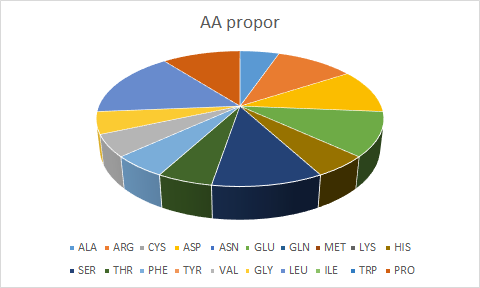 AA propor
ALA ARG CYS ASP ASN GLU GLN MET LYS HIS
SER THR PHE TYR VAL GLY LEU ILE TRP PRO